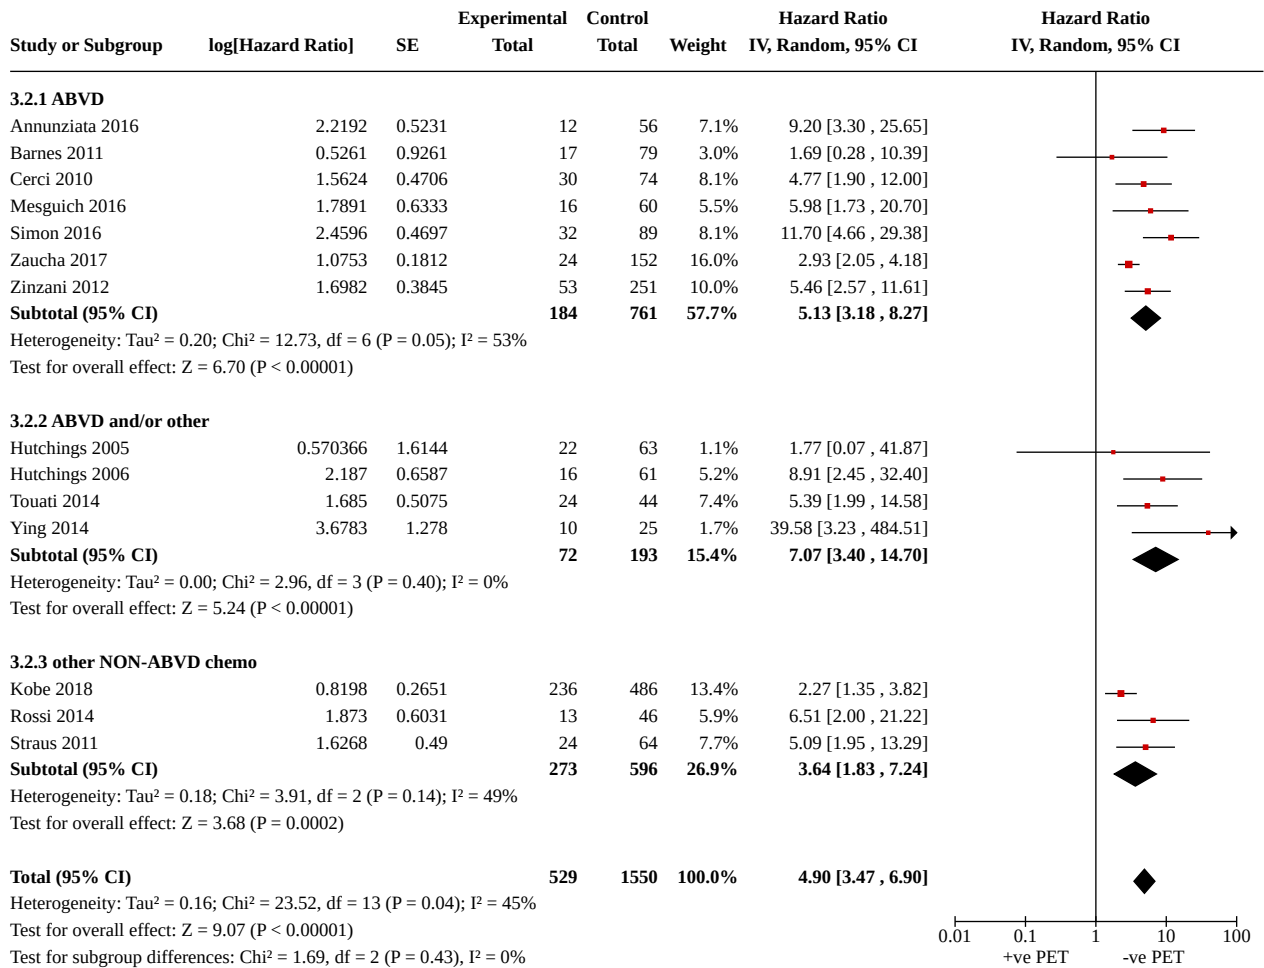 Experimental Control Hazard Ratio Hazard Ratio
Study or Subgroup log[Hazard Ratio] SE Total Total Weight IV, Random, 95% CI IV, Random, 95% CI
3.2.1 ABVD
Annunziata 2016 2.2192 0.5231 12 56 7.1% 9.20 [3.30 , 25.65]
Barnes 2011 0.5261 0.9261 17 79 3.0% 1.69 [0.28 , 10.39]
Cerci 2010 1.5624 0.4706 30 74 8.1% 4.77 [1.90 , 12.00]
Mesguich 2016 1.7891 0.6333 16 60 5.5% 5.98 [1.73 , 20.70]
Simon 2016 2.4596 0.4697 32 89 8.1% 11.70 [4.66 , 29.38]
Zaucha 2017 1.0753 0.1812 24 152 16.0% 2.93 [2.05 , 4.18]
Zinzani 2012 1.6982 0.3845 53 251 10.0% 5.46 [2.57 , 11.61]
Subtotal (95% CI) 184 761 57.7% 5.13 [3.18 , 8.27]
Heterogeneity: Tau² = 0.20; Chi² = 12.73, df = 6 (P = 0.05); I² = 53%
Test for overall effect: Z = 6.70 (P < 0.00001)
3.2.2 ABVD and/or other
Hutchings 2005 0.570366 1.6144 22 63 1.1% 1.77 [0.07 , 41.87]
Hutchings 2006 2.187 0.6587 16 61 5.2% 8.91 [2.45 , 32.40]
Touati 2014 1.685 0.5075 24 44 7.4% 5.39 [1.99 , 14.58]
Ying 2014 3.6783 1.278 10 25 1.7% 39.58 [3.23 , 484.51]
Subtotal (95% CI) 72 193 15.4% 7.07 [3.40 , 14.70]
Heterogeneity: Tau² = 0.00; Chi² = 2.96, df = 3 (P = 0.40); I² = 0%
Test for overall effect: Z = 5.24 (P < 0.00001)
3.2.3 other NON-ABVD chemo
Kobe 2018 0.8198 0.2651 236 486 13.4% 2.27 [1.35 , 3.82]
Rossi 2014 1.873 0.6031 13 46 5.9% 6.51 [2.00 , 21.22]
Straus 2011 1.6268 0.49 24 64 7.7% 5.09 [1.95 , 13.29]
Subtotal (95% CI) 273 596 26.9% 3.64 [1.83 , 7.24]
Heterogeneity: Tau² = 0.18; Chi² = 3.91, df = 2 (P = 0.14); I² = 49%
Test for overall effect: Z = 3.68 (P = 0.0002)
Total (95% CI) 529 1550 100.0% 4.90 [3.47 , 6.90]
Heterogeneity: Tau² = 0.16; Chi² = 23.52, df = 13 (P = 0.04); I² = 45%
Test for overall effect: Z = 9.07 (P < 0.00001)
0.01 0.1 1 10 100
Test for subgroup differences: Chi² = 1.69, df = 2 (P = 0.43), I² = 0%
+ve PET -ve PET